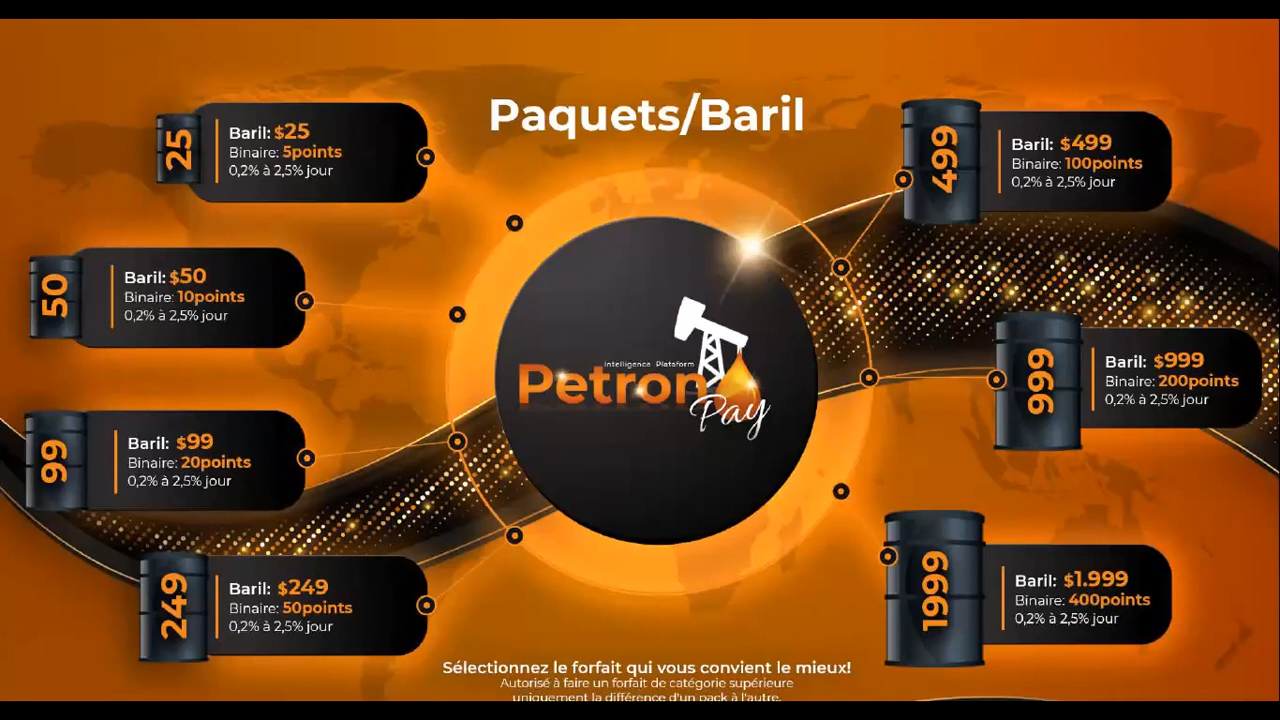 Paquets/Baril
25
Baril: $25
Binaire: 5points
0,2% à 2,5% jour
50
Baril: $50
Binaire: 10points
0,2% à 2,5% jour
99
Baril: $99
Binaire: 20points
0,2% à 2,5% jour
249
Baril: $249
Binaire: 50points
0,2% à 2,5% jour
Intelligence Plataform
Petron
Pay
499
Baril: $499
Binaire: 100points
0,2% à 2,5% jour
999
Baril: $999
Binaire: 200points
0,2% à 2,5% jour
1999
Baril: $1.999
Binaire: 400points
0,2% à 2,5% jour
Sélectionnez le forfait qui vous convient le mieux!
Autorisé à faire un forfait de catégorie supérieure
uniquement la différence d'un pack à l'autre.